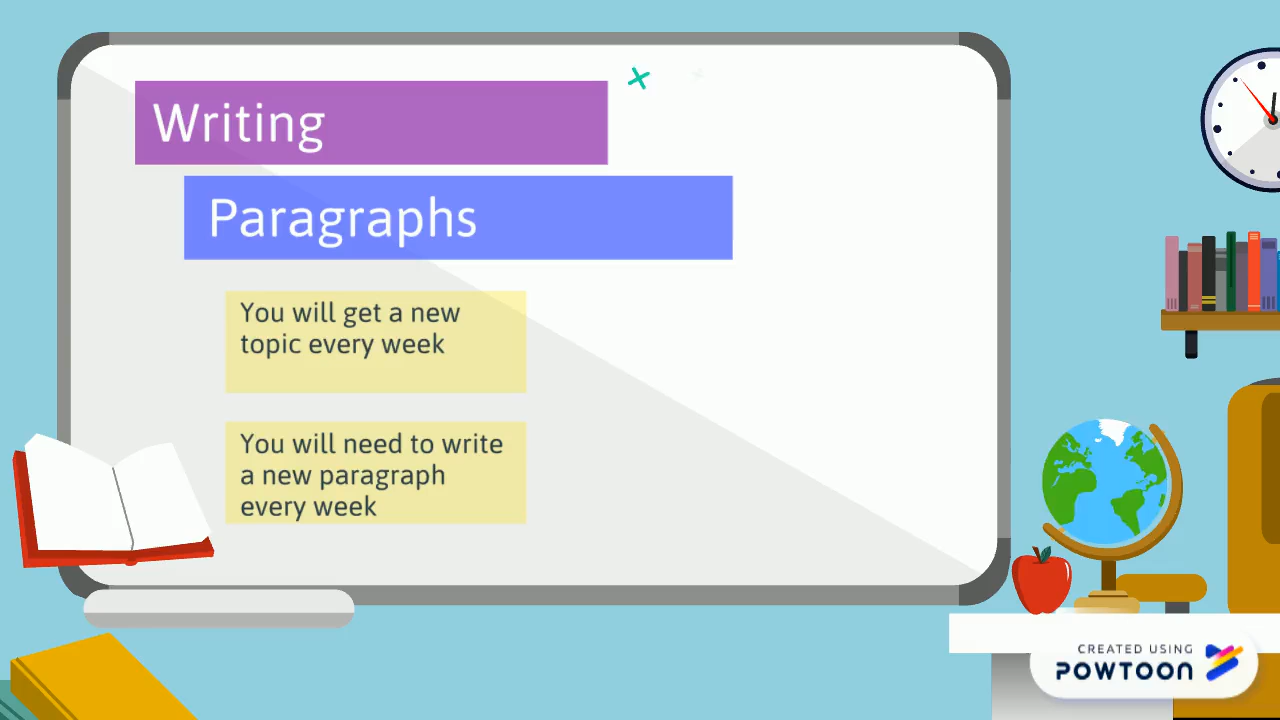 Writing
Paragraphs
You will get a new
topic every week
You will need to write
a new paragraph
every week
CREATED USING
POWTOON